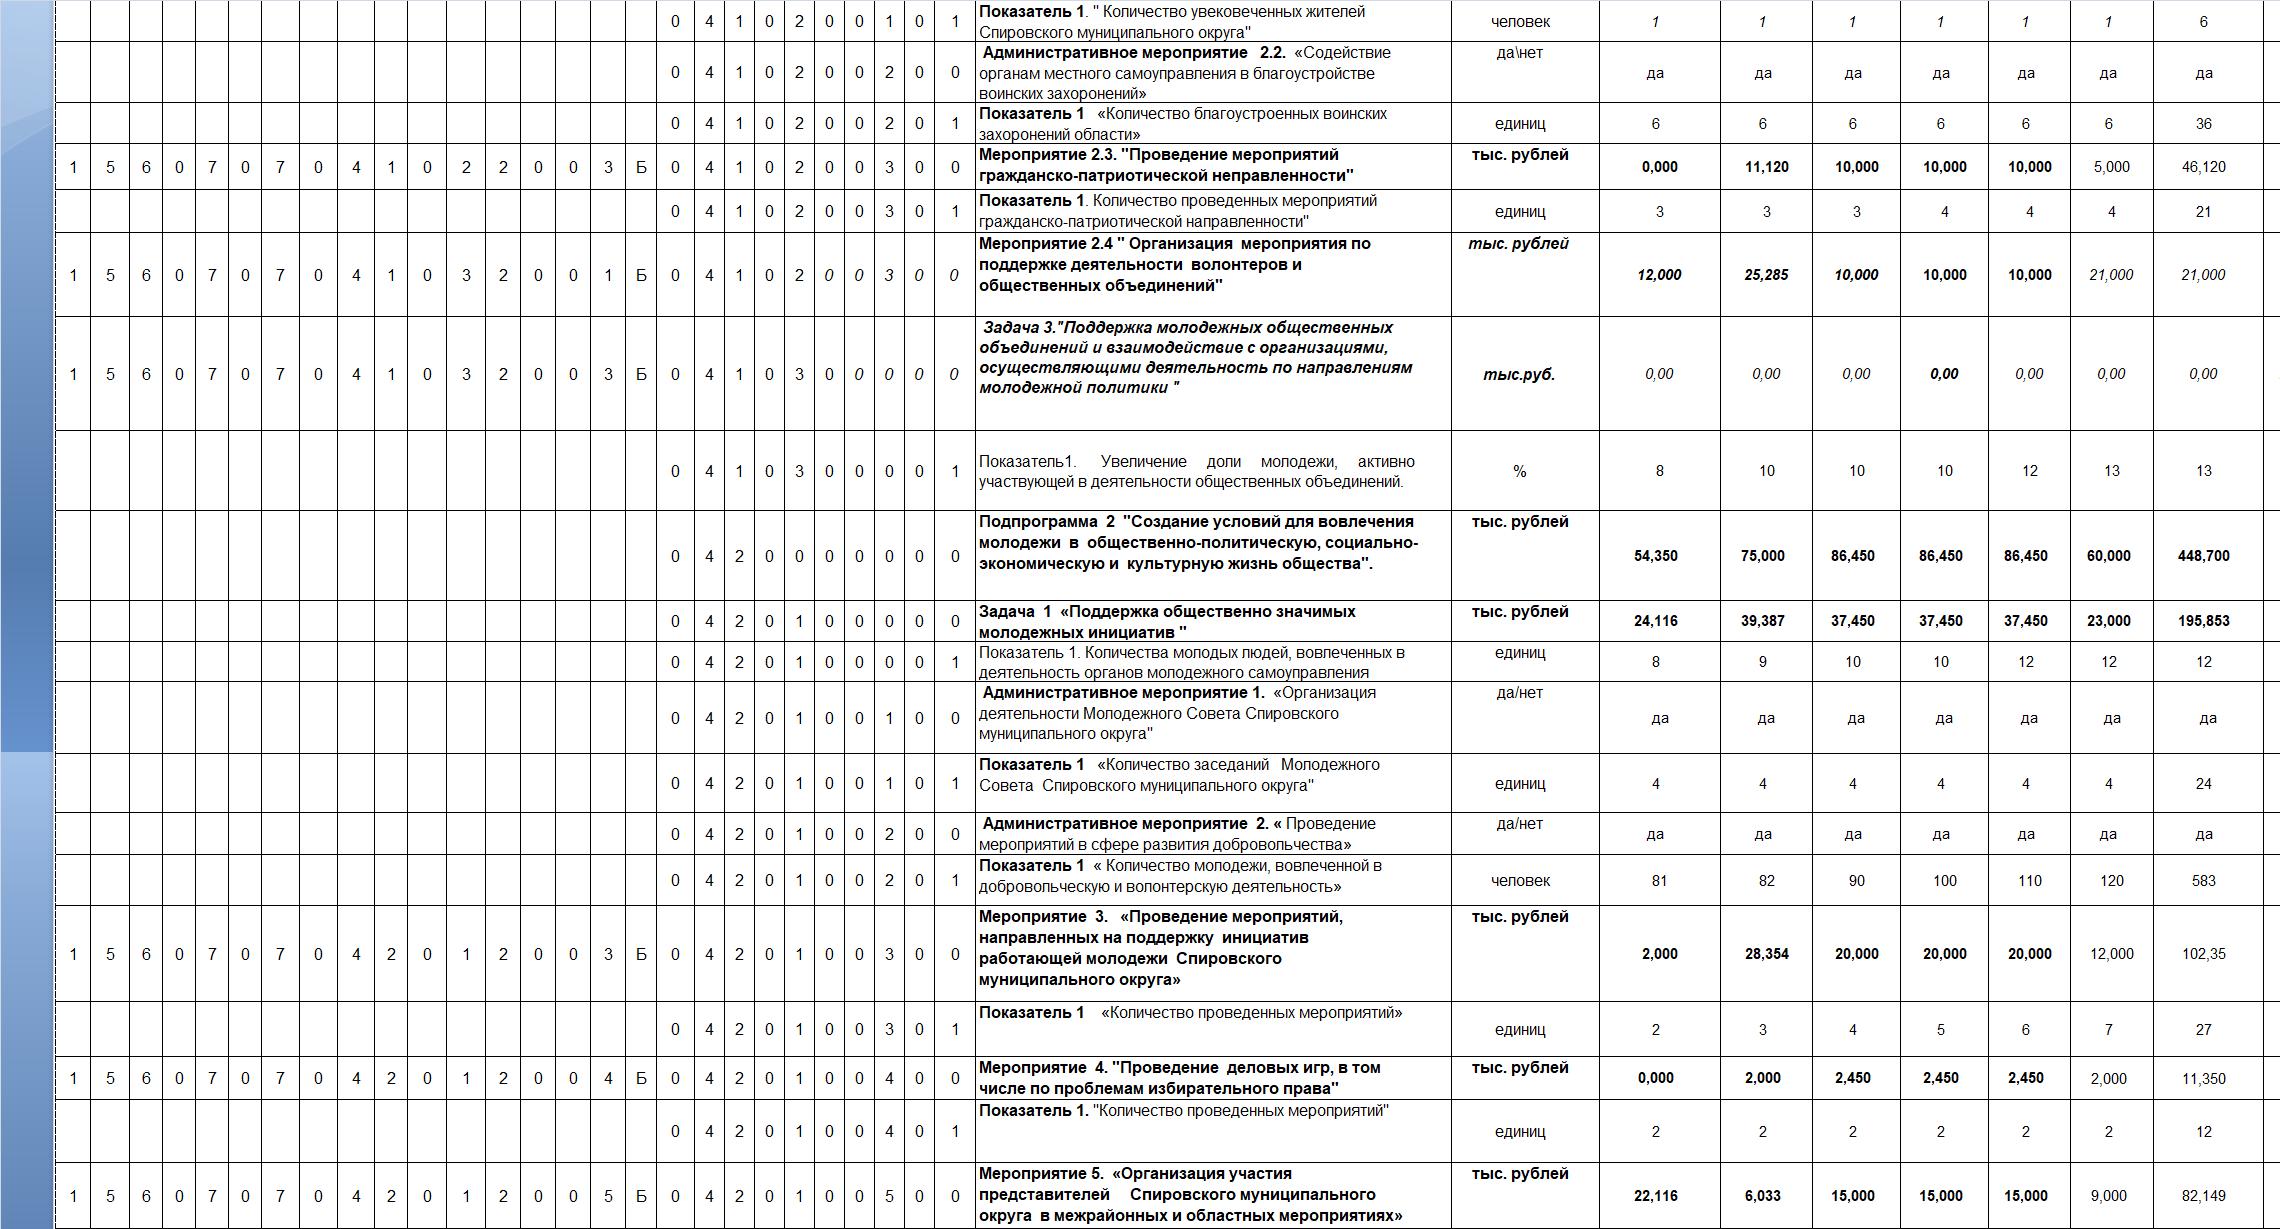 0 4 1 0 2 0 0 1 0 1 Показатель 1. " Количество увековеченных жителей Спировского муниципального округа" человек 1 1 1 1 1 1 6
0 4 1 0 2 0 0 2 0 0 Административное мероприятие 2.2. «Содействие органам местного самоуправления в благоустройстве воинских захоронений» да\нет да да да да да да да
0 4 1 0 2 0 0 2 0 1 Показатель 1 «Количество благоустроенных воинских захоронений области» единиц 6 6 6 6 6 6 36
1 5 6 0 7 0 7 0 4 1 0 2 2 0 0 3 Б 0 4 1 0 2 0 0 3 0 0 Мероприятие 2.3. "Проведение мероприятий гражданско-патриотической неправленности" тыс. рублей 0,000 11,120 10,000 10,000 10,000 5,000 46,120
0 4 1 0 2 0 0 3 0 1 Показатель 1. Количество проведенных мероприятий гражданско-патриотической направленности" единиц 3 3 3 4 4 4 21
1 5 6 0 7 0 7 0 4 1 0 3 2 0 0 1 Б 0 4 1 0 2 0 0 3 0 0 Мероприятие 2.4 " Организация мероприятия по поддержке деятельности волонтеров и общественных объединений" тыс. рублей 12,000 25,285 10,000 10,000 10,000 21,000 21,000
1 5 6 0 7 0 7 0 4 1 0 3 2 0 0 3 Б 0 4 1 0 3 0 0 0 0 0 Задача 3."Поддержка молодежных общественных объединений и взаимодействие с организациями, осуществляющими деятельность по направлениям молодежной политики " тыс.руб. 0,00 0,00 0,00 0,00 0,00 0,00 0,00
0 4 1 0 3 0 0 0 0 1 Показатель1. Увеличение доли молодежи, активно участвующей в деятельности общественных объединений. % 8 10 10 10 12 13 13
0 4 2 0 0 0 0 0 0 0 Подпрограмма 2 "Создание условий для вовлечения молодежи в общественно-политическую, социально-экономическую и культурную жизнь общества". тыс. рублей 54,350 75,000 86,450 86,450 86,450 60,000 448,700
0 4 2 0 1 0 0 0 0 0 Задача 1 «Поддержка общественно значимых молодежных инициатив " тыс. рублей 24,116 39,387 37,450 37,450 37,450 23,000 195,853
0 4 2 0 1 0 0 0 0 1 Показатель 1. Количества молодых людей, вовлеченных в деятельность органов молодежного самоуправления единиц 8 9 10 10 12 12 12
0 4 2 0 1 0 0 1 0 0 Административное мероприятие 1. «Организация деятельности Молодежного Совета Спировского муниципального округа" да/нет да да да да да да да
0 4 2 0 1 0 0 1 0 1 Показатель 1 «Количество заседаний Молодежного Совета Спировского муниципального округа" единиц 4 4 4 4 4 4 24
0 4 2 0 1 0 0 2 0 0 Административное мероприятие 2. « Проведение мероприятий в сфере развития добровольчества» да/нет да да да да да да да
0 4 2 0 1 0 0 2 0 1 Показатель 1 « Количество молодежи, вовлеченной в добровольческую и волонтерскую деятельность» человек 81 82 90 100 110 120 583
1 5 6 0 7 0 7 0 4 2 0 1 2 0 0 3 Б 0 4 2 0 1 0 0 3 0 0 Мероприятие 3. «Проведение мероприятий, направленных на поддержку инициатив работающей молодежи Спировского муниципального округа» тыс. рублей 2,000 28,354 20,000 20,000 20,000 12,000 102,35
0 4 2 0 1 0 0 3 0 1 Показатель 1 «Количество проведенных мероприятий» единиц 2 3 4 5 6 7 27
1 5 6 0 7 0 7 0 4 2 0 1 2 0 0 4 Б 0 4 2 0 1 0 0 4 0 0 Мероприятие 4. "Проведение деловых игр, в том числе по проблемам избирательного права" тыс. рублей 0,000 2,000 2,450 2,450 2,450 2,000 11,350
0 4 2 0 1 0 0 4 0 1 Показатель 1. "Количество проведенных мероприятий" единиц 2 2 2 2 2 2 12
1 5 6 0 7 0 7 0 4 2 0 1 2 0 0 5 Б 0 4 2 0 1 0 0 5 0 0 Мероприятие 5. «Организация участия представителей Спировского муниципального округа в межрайонных и областных мероприятиях» тыс. рублей 22,116 6,033 15,000 15,000 15,000 9,000 82,149